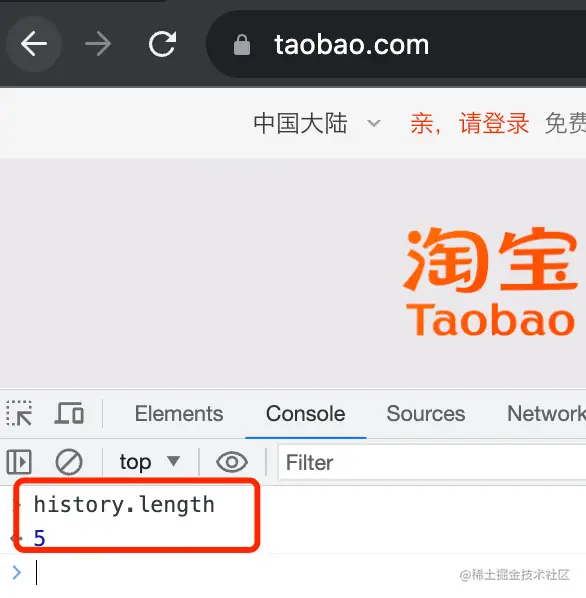 taobao.com
中国大陆 亲，请登录 免费
淘宝
Taobao
Elements Console Sources Network
top Filter
history.length
5
@稀土掘金技术社区